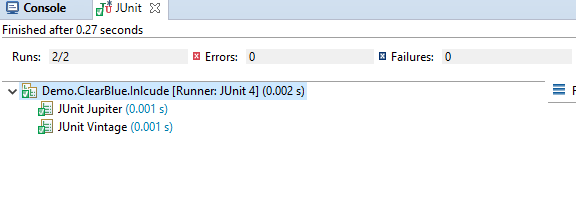 Console JUnit
Finished after 0.27 seconds
Runs: 2/2 Errors: 0 Failures: 0
Demo.ClearBlue.Inlcude [Runner: JUnit 4] (0.002 s)
JUnit Jupiter (0.001 s)
JUnit Vintage (0.001 s)